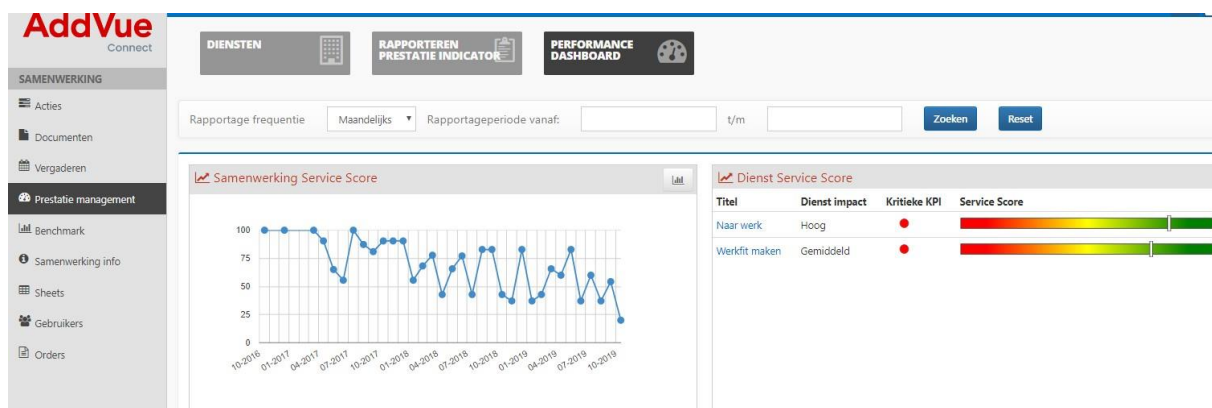 AddVue
Connect
SAMENWERKING
Acties
Documenten
Vergaderen
Prestatie management
Benchmark
Samenwerking info
Sheets
Gebruikers
Orders
DIENSTEN
RAPPORTEREN
PRESTATIE INDICATOR
PERFORMANCE
DASHBOARD
Rapportage frequentie Maandelijks Rapportageperiode vanaf: t/m Zoeken Reset
Samenwerking Service Score
100
75
50
25
0
10-2016 01-2017 04-2017 07-2017 10-2017 01-2018 04-2018 07-2018 10-2018 01-2019 04-2019 07-2019 10-2019
Dienst Service Score
Titel Dienst impact Kritieke KPI Service Score
Naar werk Hoog
Werkfit maken Gemiddeld